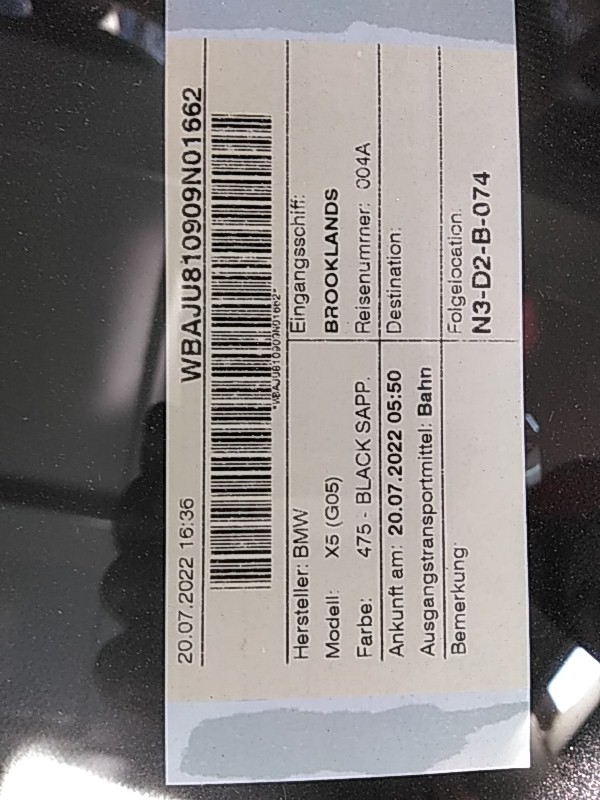 20.07.2022 16:36 WBAJU810909N01662
*WBAJU810909N01662*
Hersteller: BMW
Eingangsschiff:
Modell: X5 (G05)
BROOKLANDS
Farbe: 475 - BLACK SAPP.
Reisenummer: 004A
Ankunft am: 20.07.2022 05:50
Destination:
Ausgangstransportmittel: Bahn
Bemerkung:
Folgelocation:
N3-D2-B-074